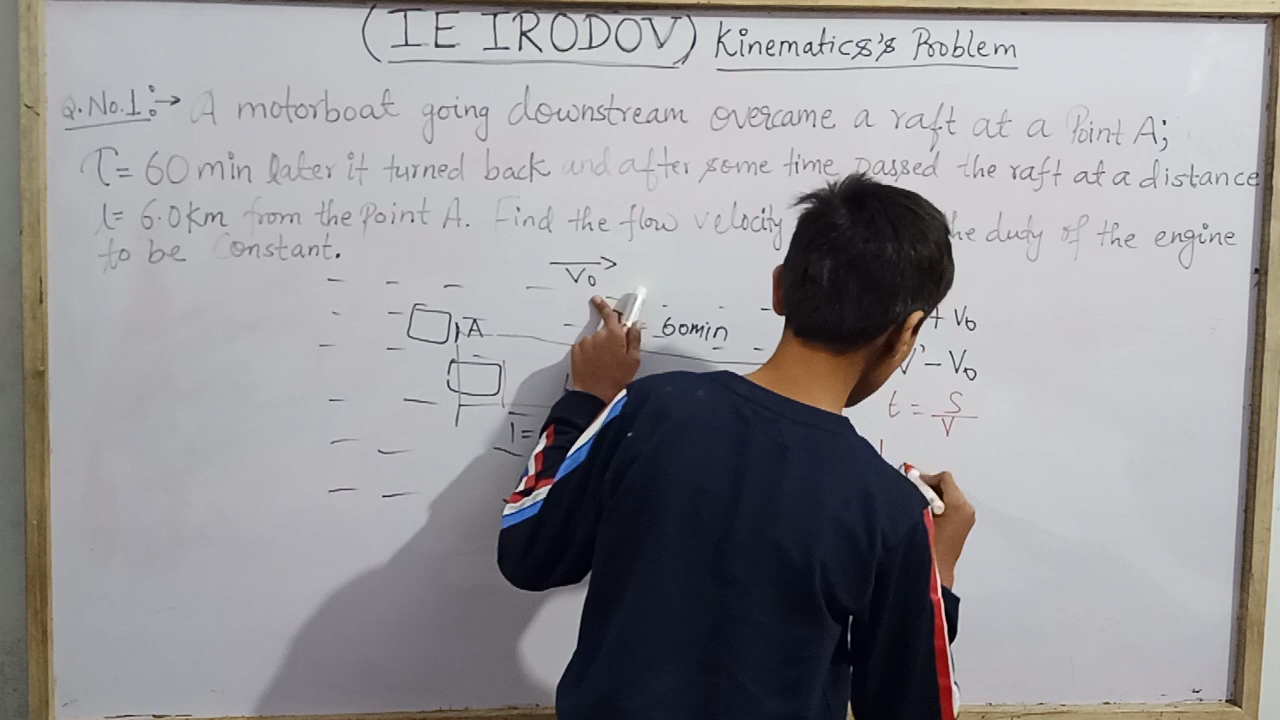 (IE IRODOV) Kinematics's Problem
Q.No.1:→ A motorboat going downstream overcame a raft at a Point A;
τ= 60 min later it turned back and after some time passed the raft at a distance
l= 6.0km from the Point A. Find the flow velocity the duty of the engine
to be Constant.
V₀
A
60min
+ V₀
V' - V₀
t = S/V
l=